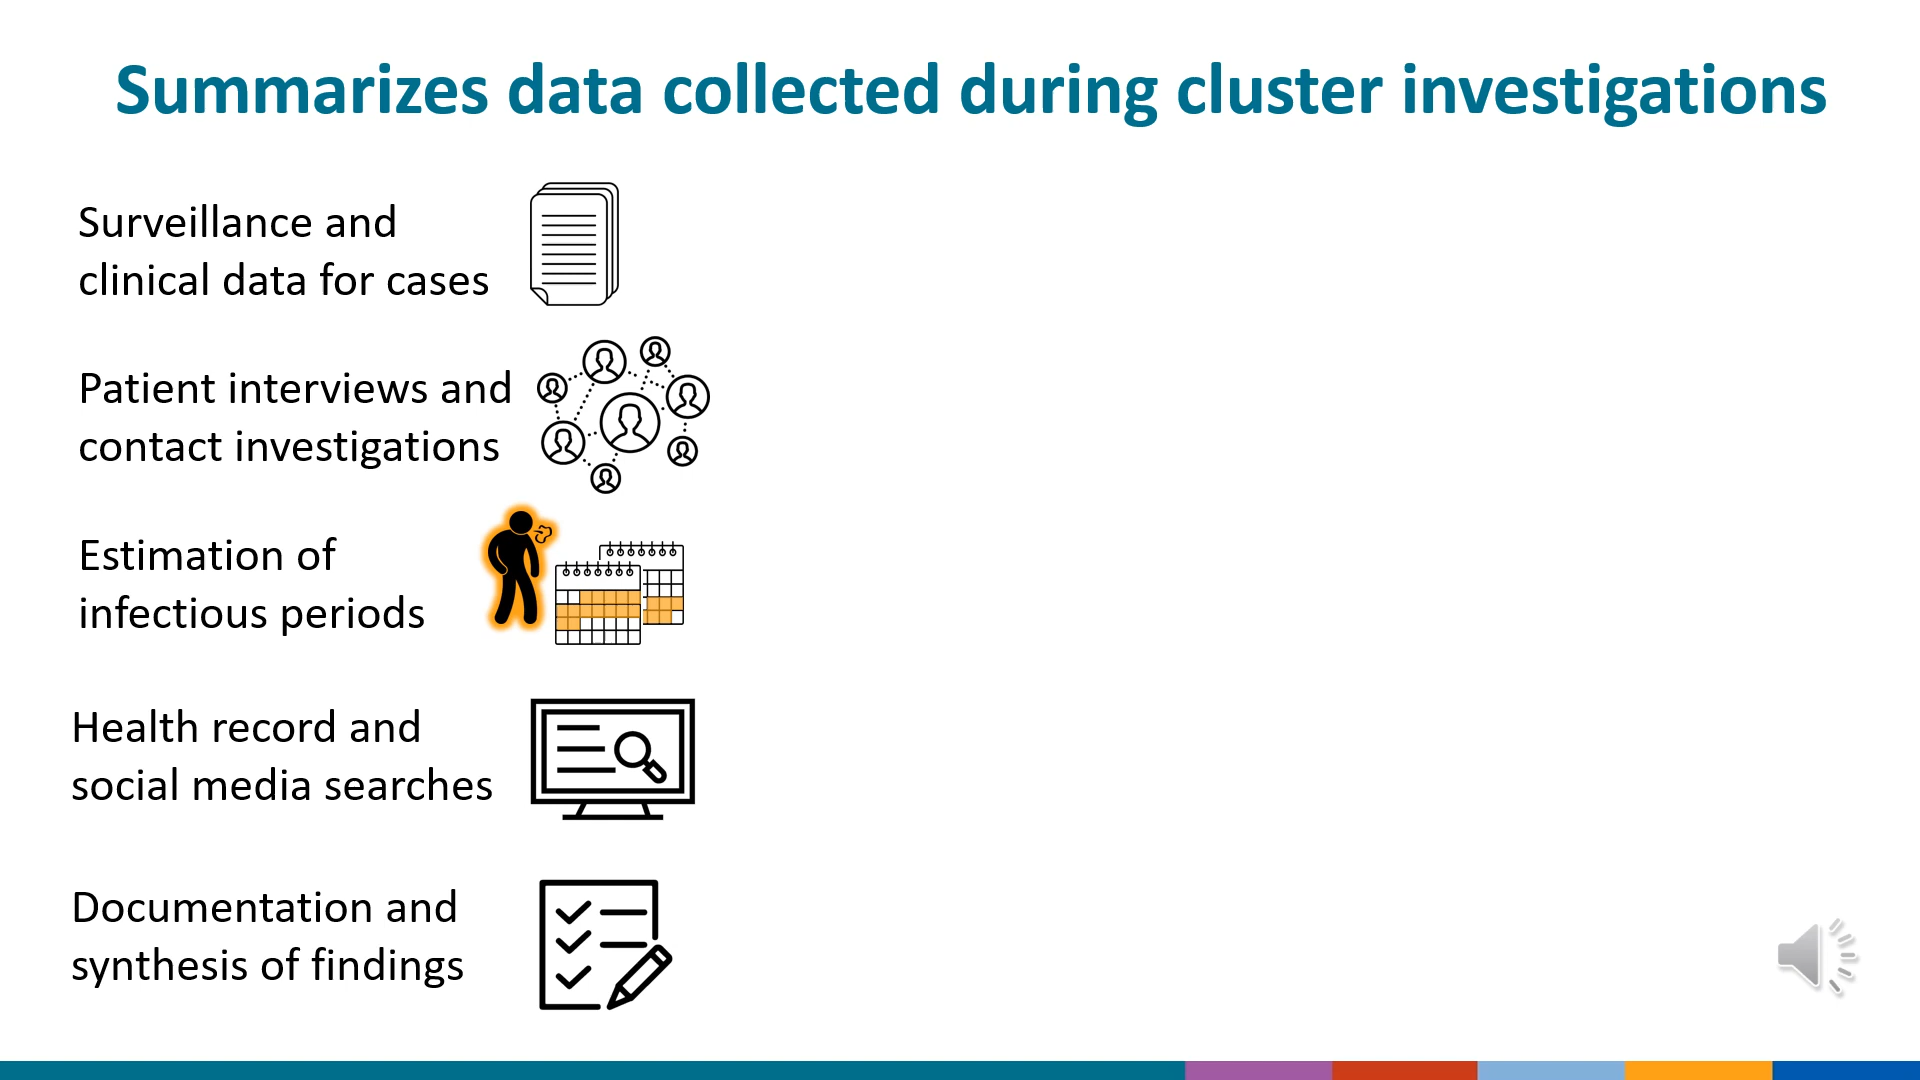 Summarizes data collected during cluster investigations
Surveillance and
clinical data for cases
Patient interviews and
contact investigations
Estimation of
infectious periods
Health record and
social media searches
Documentation and
synthesis of findings